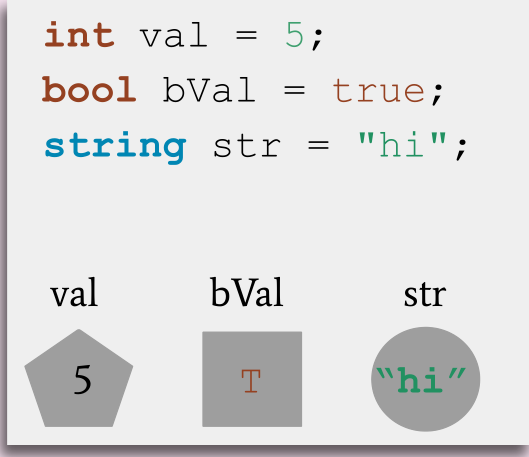 int val = 5;
bool bVal = true;
string str = "hi";
val bVal str
5 T “hi”